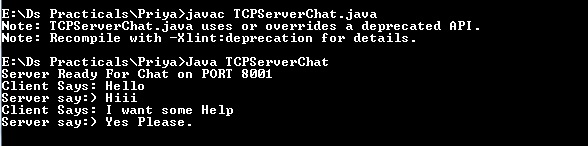 E:\Ds Practicals\Priya>javac TCPServerChat.java
Note: TCPServerChat.java uses or overrides a deprecated API.
Note: Recompile with -Xlint:deprecation for details.
E:\Ds Practicals\Priya>Java TCPServerChat
Server Ready For Chat on PORT 8001
Client Says: Hello
Server say:> Hiii
Client Says: I want some Help
Server say:> Yes Please.